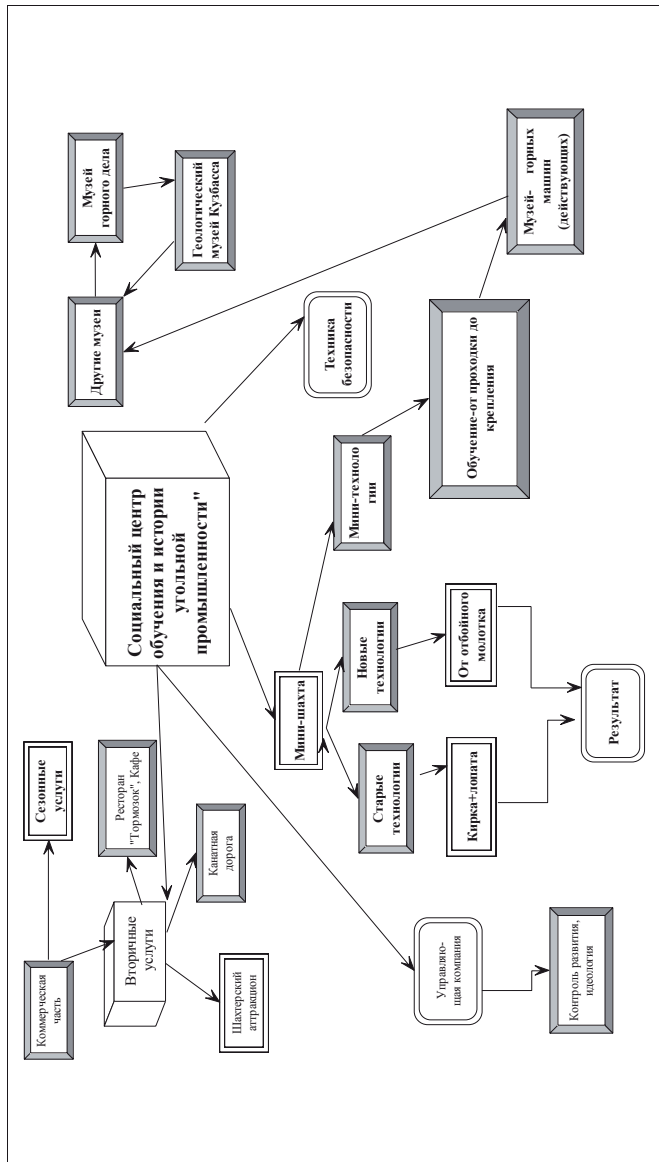 Коммерческая
часть
Сезонные
услуги
Вторичные
услуги
Ресторан
"Тормозок", Кафе
Канатная
дорога
Шахтерский
аттракцион
Социальный центр
обучения и истории
угольной
промышленности"
Другие музеи
Музей
горного дела
Геологический
музей Кузбасса
Техника
безопасности
Мини-шахта
Мини-техноло
гии
Старые
технологии
Новые
технологии
Кирка+лопата
От отбойного
молотка
Результат
Обучение-от проходки до
крепления
Музей- горных
машин
(действующих)
Управляю-
щая компания
Контроль развития,
идеология